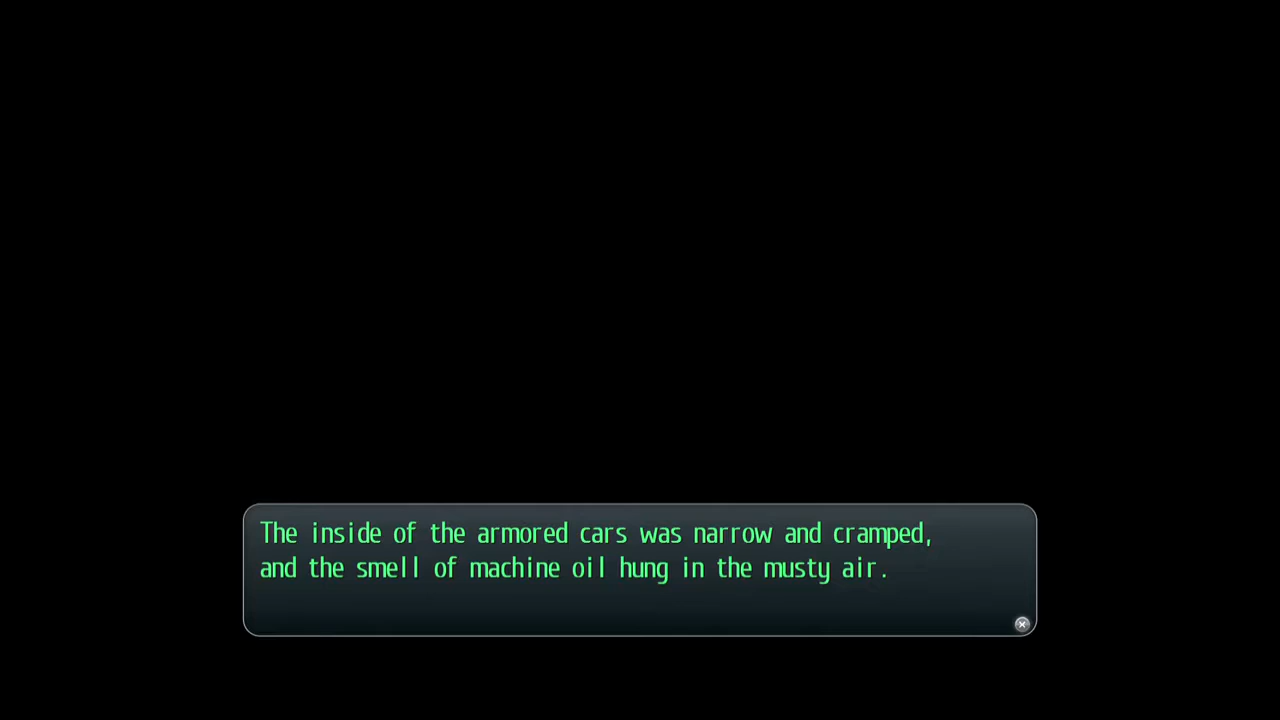 The inside of the armored cars was narrow and cramped,
and the smell of machine oil hung in the musty air.